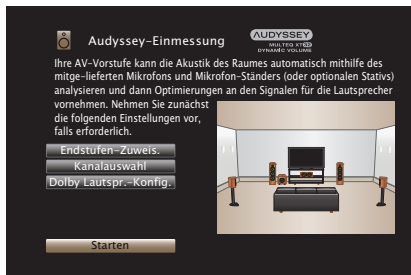 Audyssey-Einmessung
AUDYSSEY
MULTEQ XT32
DYNAMIC VOLUME
Ihre AV-Vorstufe kann die Akustik des Raumes automatisch mithilfe des
mitge-lieferten Mikrofons und Mikrofon-Ständers (oder optionalen Stativs)
analysieren und dann Optimierungen an den Signalen für die Lautsprecher
vornehmen. Nehmen Sie zunächst
die folgenden Einstellungen vor,
falls erforderlich.
Endstufen-Zuweis.
Kanalauswahl
Dolby Lautspr.-Konfig.
Starten